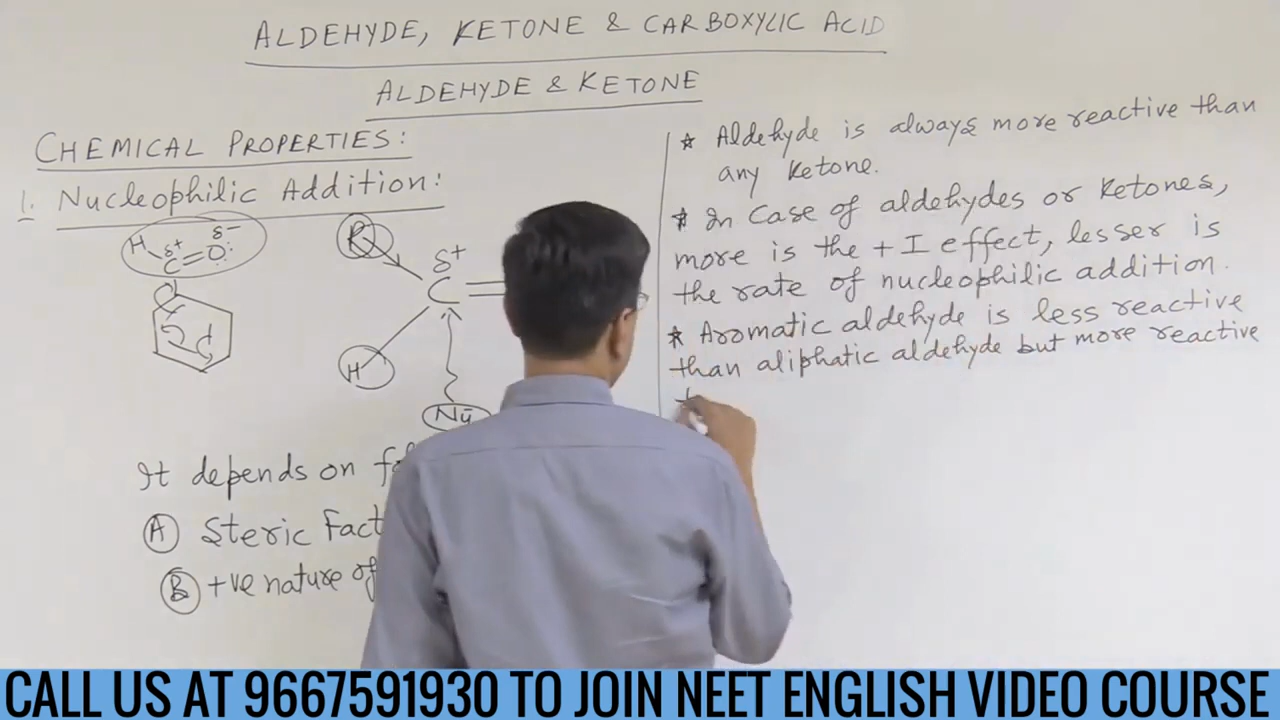 ALDEHYDE, KETONE & CARBOXYLIC ACID
ALDEHYDE & KETONE
CHEMICAL PROPERTIES:
1. Nucleophilic Addition:
H δ+ δ-
C=O
R
δ+
C
H
Nu-
It depends on
A Steric Fact
B +ve nature of
* Aldehyde is always more reactive than
any ketone.
* In Case of aldehydes or ketones,
more is the + I effect, lesser is
the rate of nucleophilic addition.
* Aromatic aldehyde is less reactive
than aliphatic aldehyde but more reactive
CALL US AT 9667591930 TO JOIN NEET ENGLISH VIDEO COURSE